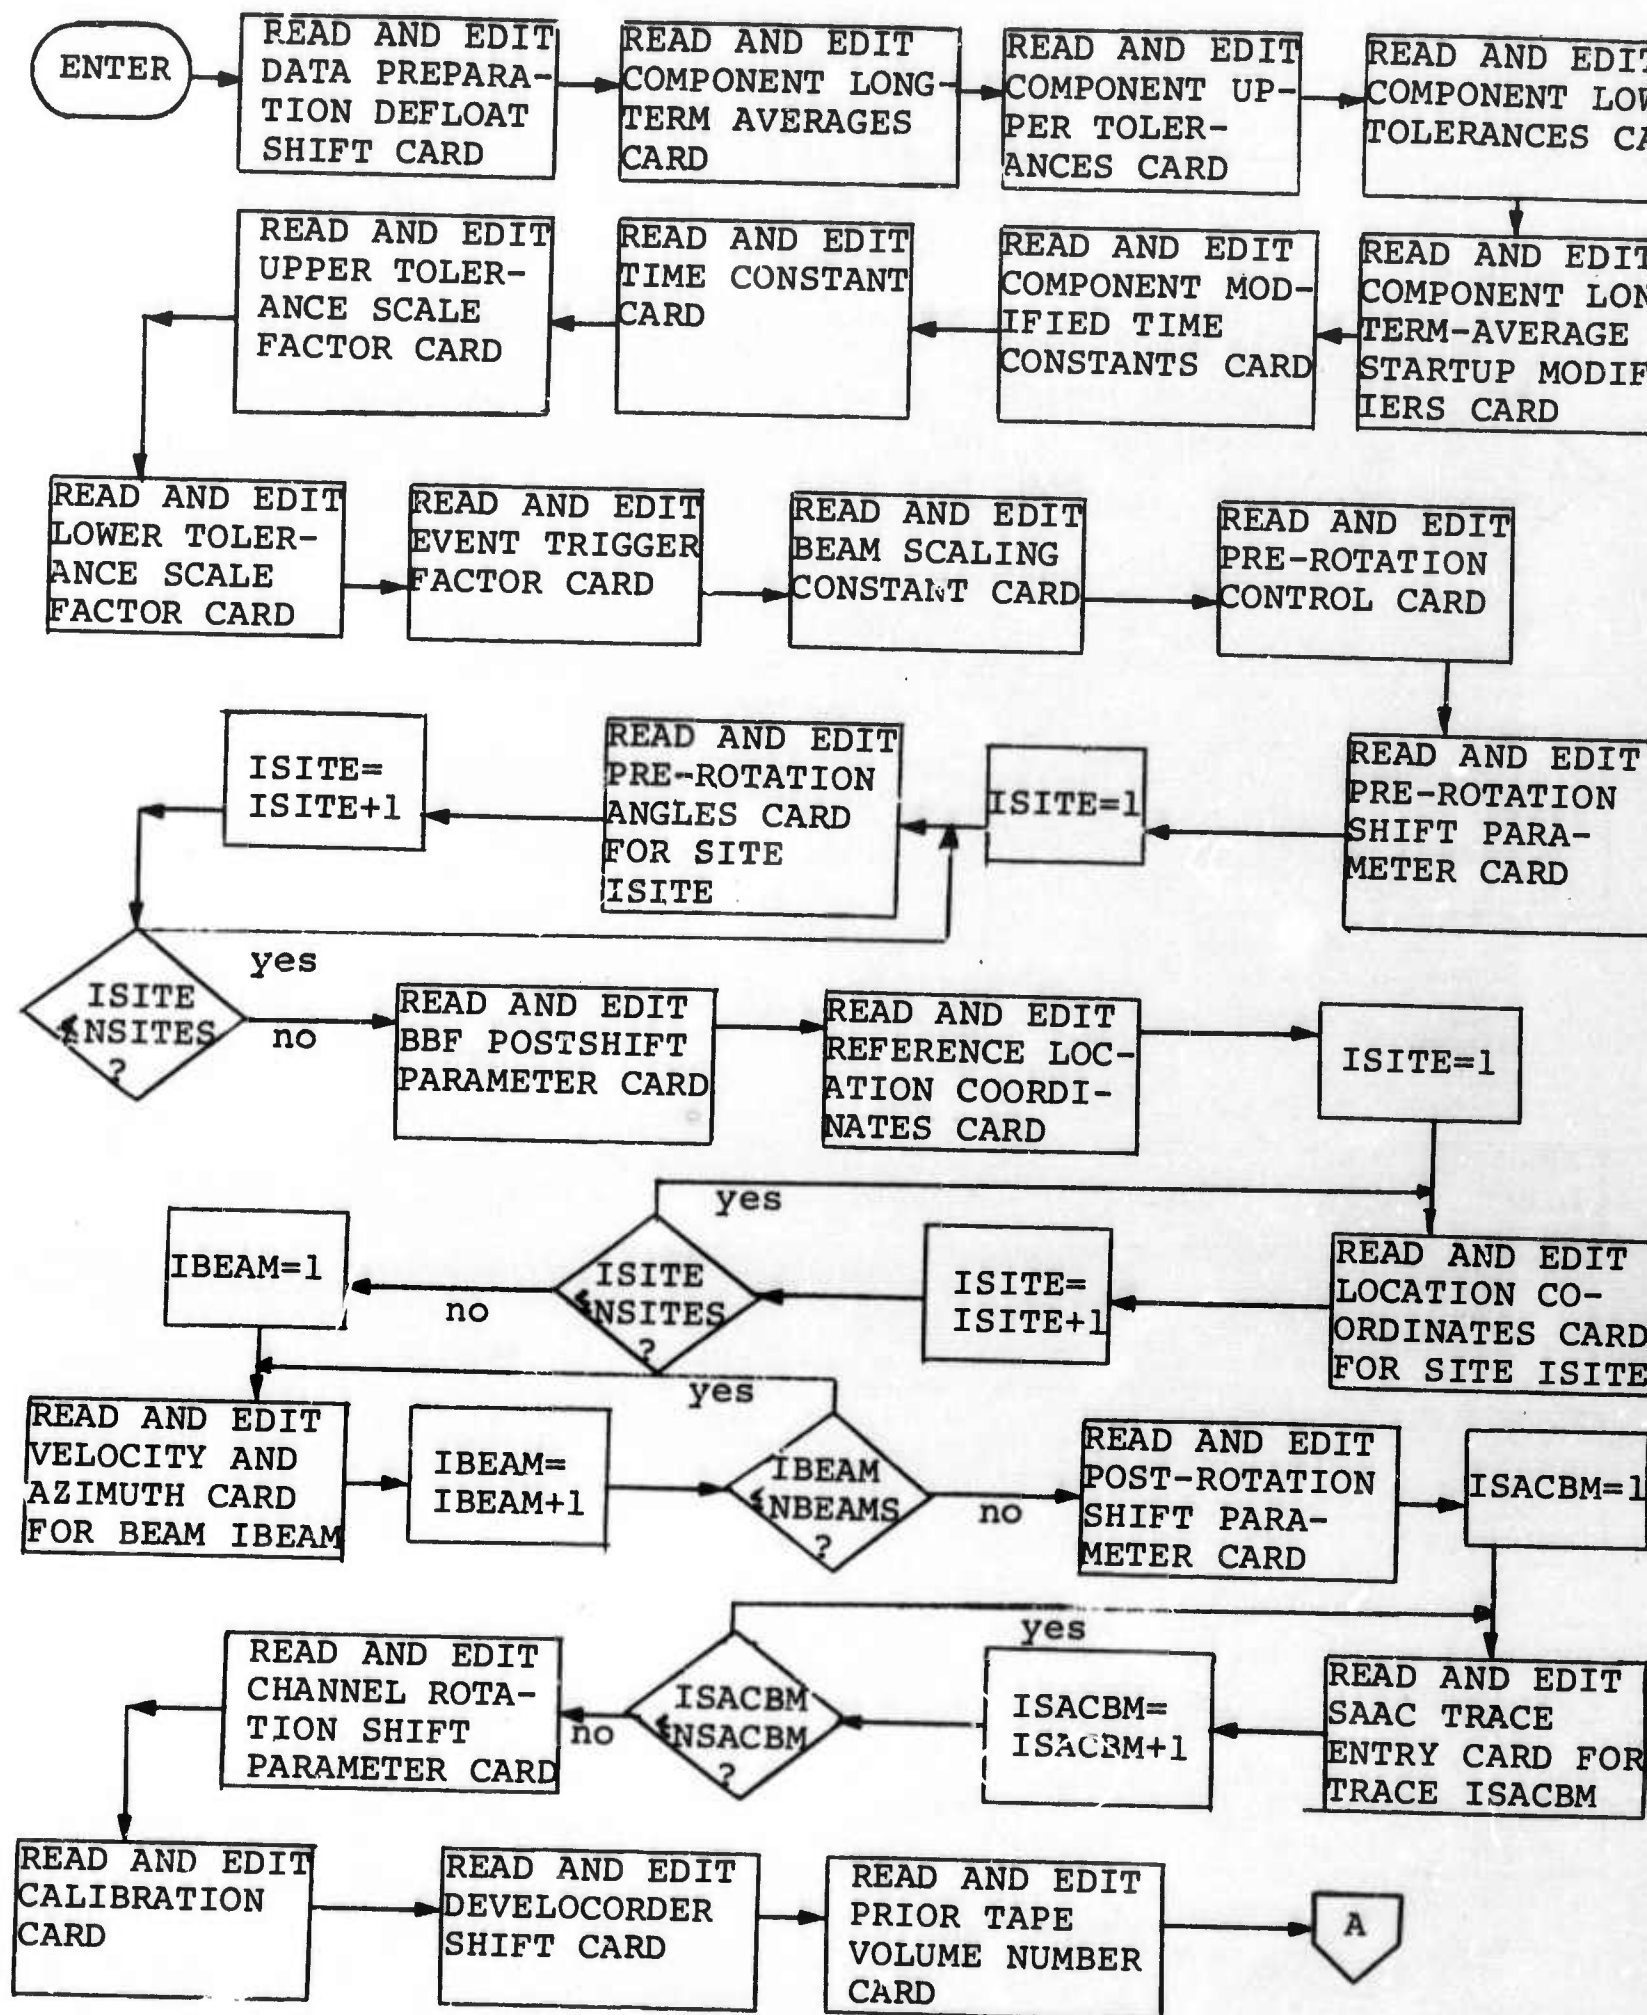 ENTER
READ AND EDIT
DATA PREPARA-
TION DEFLOAT
SHIFT CARD
READ AND EDIT
COMPONENT LONG-
TERM AVERAGES
CARD
READ AND EDIT
COMPONENT UP-
PER TOLER-
ANCES CARD
READ AND EDIT
COMPONENT LOW
TOLERANCES CA
READ AND EDIT
UPPER TOLER-
ANCE SCALE
FACTOR CARD
READ AND EDIT
TIME CONSTANT
CARD
READ AND EDIT
COMPONENT MOD-
IFIED TIME
CONSTANTS CARD
READ AND EDIT
COMPONENT LON
TERM-AVERAGE
STARTUP MODIF
IERS CARD
READ AND EDIT
LOWER TOLER-
ANCE SCALE
FACTOR CARD
READ AND EDIT
EVENT TRIGGER
FACTOR CARD
READ AND EDIT
BEAM SCALING
CONSTANT CARD
READ AND EDIT
PRE-ROTATION
CONTROL CARD
ISITE=
ISITE+1
READ AND EDIT
PRE-ROTATION
ANGLES CARD
FOR SITE
ISITE
ISITE=1
READ AND EDIT
PRE-ROTATION
SHIFT PARA-
METER CARD
yes
ISITE
≤NSITES
?
no
READ AND EDIT
BBF POSTSHIFT
PARAMETER CARD
READ AND EDIT
REFERENCE LOC-
ATION COORDI-
NATES CARD
ISITE=1
yes
IBEAM=1
no
ISITE
≤NSITES
?
ISITE=
ISITE+1
READ AND EDIT
LOCATION CO-
ORDINATES CARD
FOR SITE ISITE
yes
READ AND EDIT
VELOCITY AND
AZIMUTH CARD
FOR BEAM IBEAM
IBEAM=
IBEAM+1
IBEAM
≤NBEAMS
?
no
READ AND EDIT
POST-ROTATION
SHIFT PARA-
METER CARD
ISACBM=1
yes
READ AND EDIT
CHANNEL ROTA-
TION SHIFT
PARAMETER CARD
no
ISACBM
≤NSACBM
?
ISACBM=
ISACBM+1
READ AND EDIT
SAAC TRACE
ENTRY CARD FOR
TRACE ISACBM
READ AND EDIT
CALIBRATION
CARD
READ AND EDIT
DEVELOCORDER
SHIFT CARD
READ AND EDIT
PRIOR TAPE
VOLUME NUMBER
CARD
A